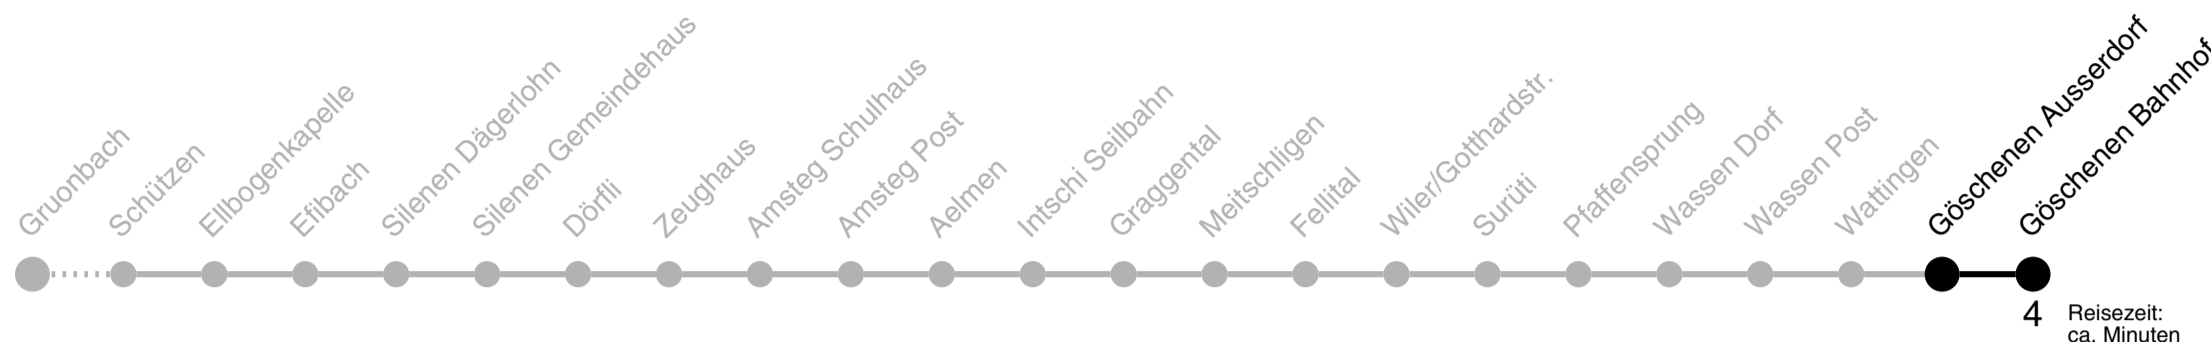 Gruonbach
Schützen
Ellbogenkapelle
Efibach
Silenen Dägerlohn
Silenen Gemeindehaus
Dörfli
Zeughaus
Amsteg Schulhaus
Amsteg Post
Aelmen
Intschi Seilbahn
Graggental
Meitschligen
Fellital
Wiler/Gotthardstr.
Surüti
Pfaffensprung
Wassen Dorf
Wassen Post
Wattingen
Göschenen Ausserdorf
Göschenen Bahnhof
4
Reisezeit:
ca. Minuten